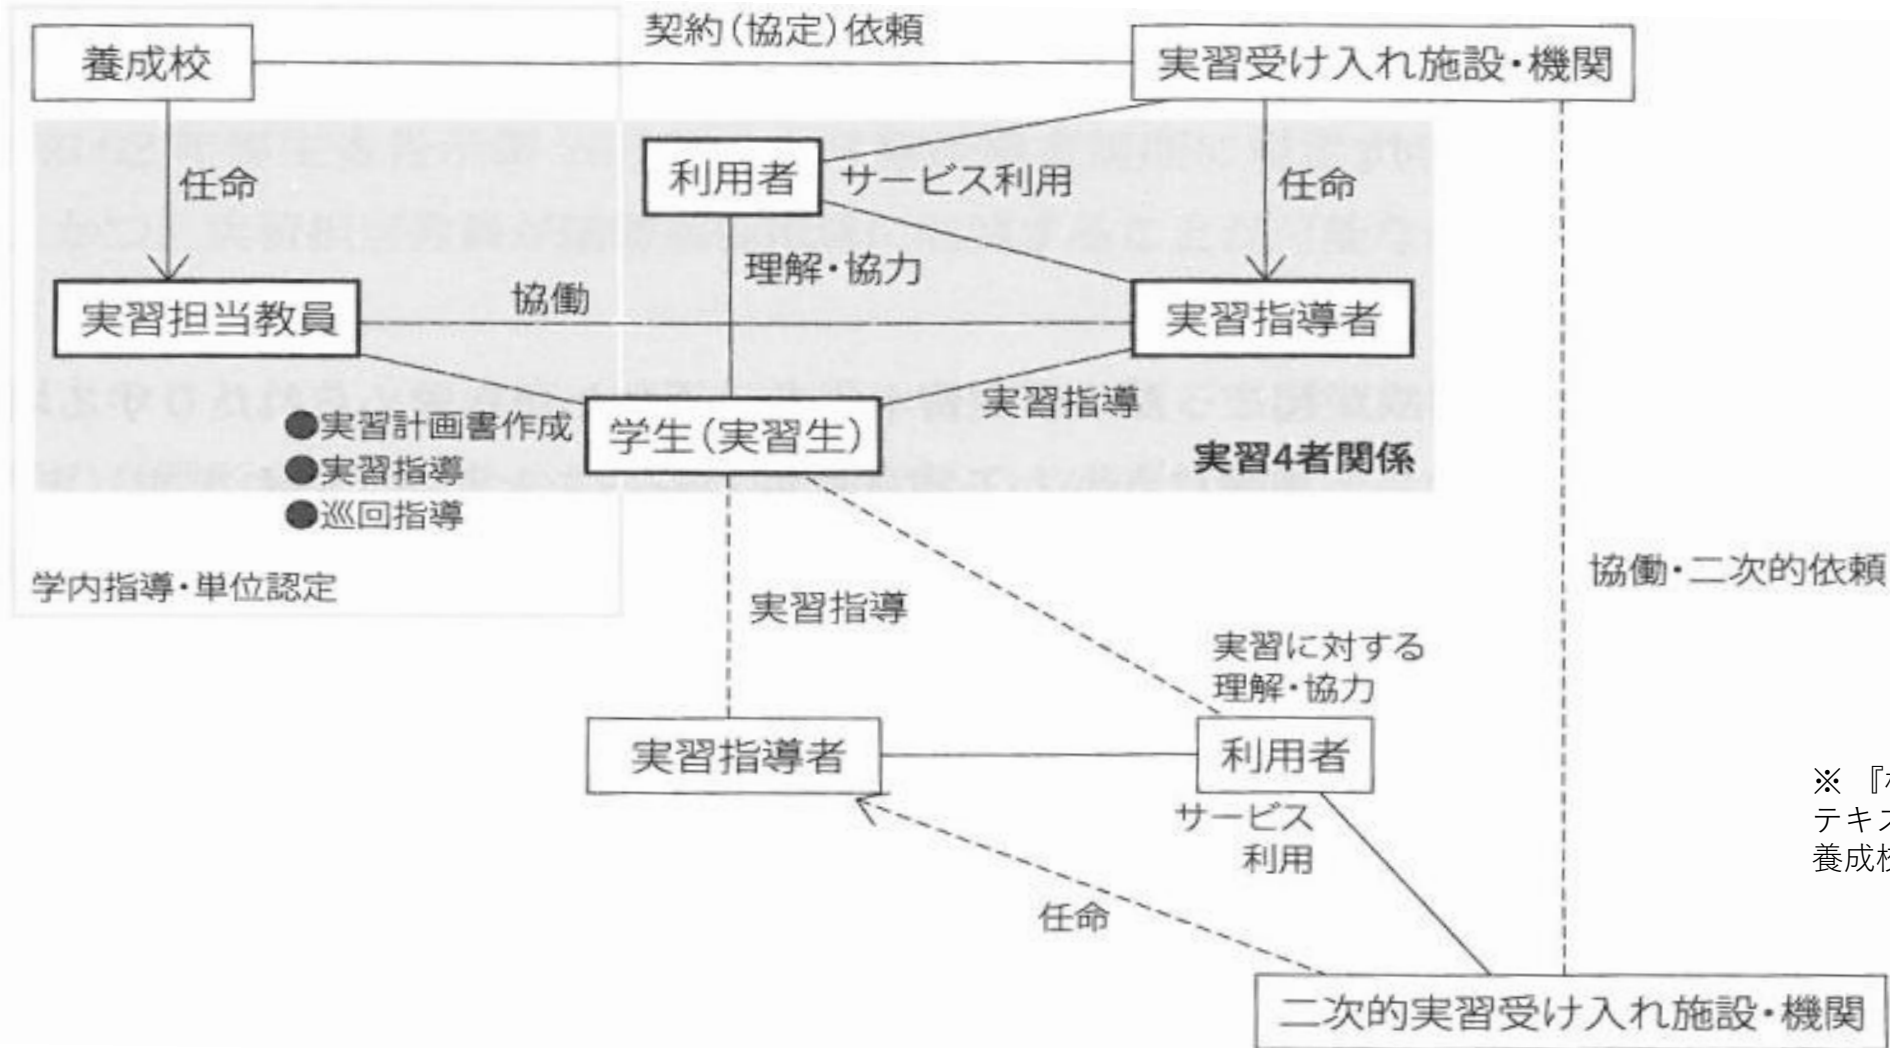 契約(協定)依頼
養成校
実習受け入れ施設・機関
利用者
サービス利用
任命
任命
理解・協力
協働
実習担当教員
実習指導者
実習指導
●実習計画書作成
学生(実習生)
実習4者関係
●実習指導
●巡回指導
学内指導・単位認定
協働・二次的依頼
実習指導
実習に対する
理解・協力
実習指導者
利用者
※『
テキス
養成校
サービス
利用
任命
二次的実習受け入れ施設・機関